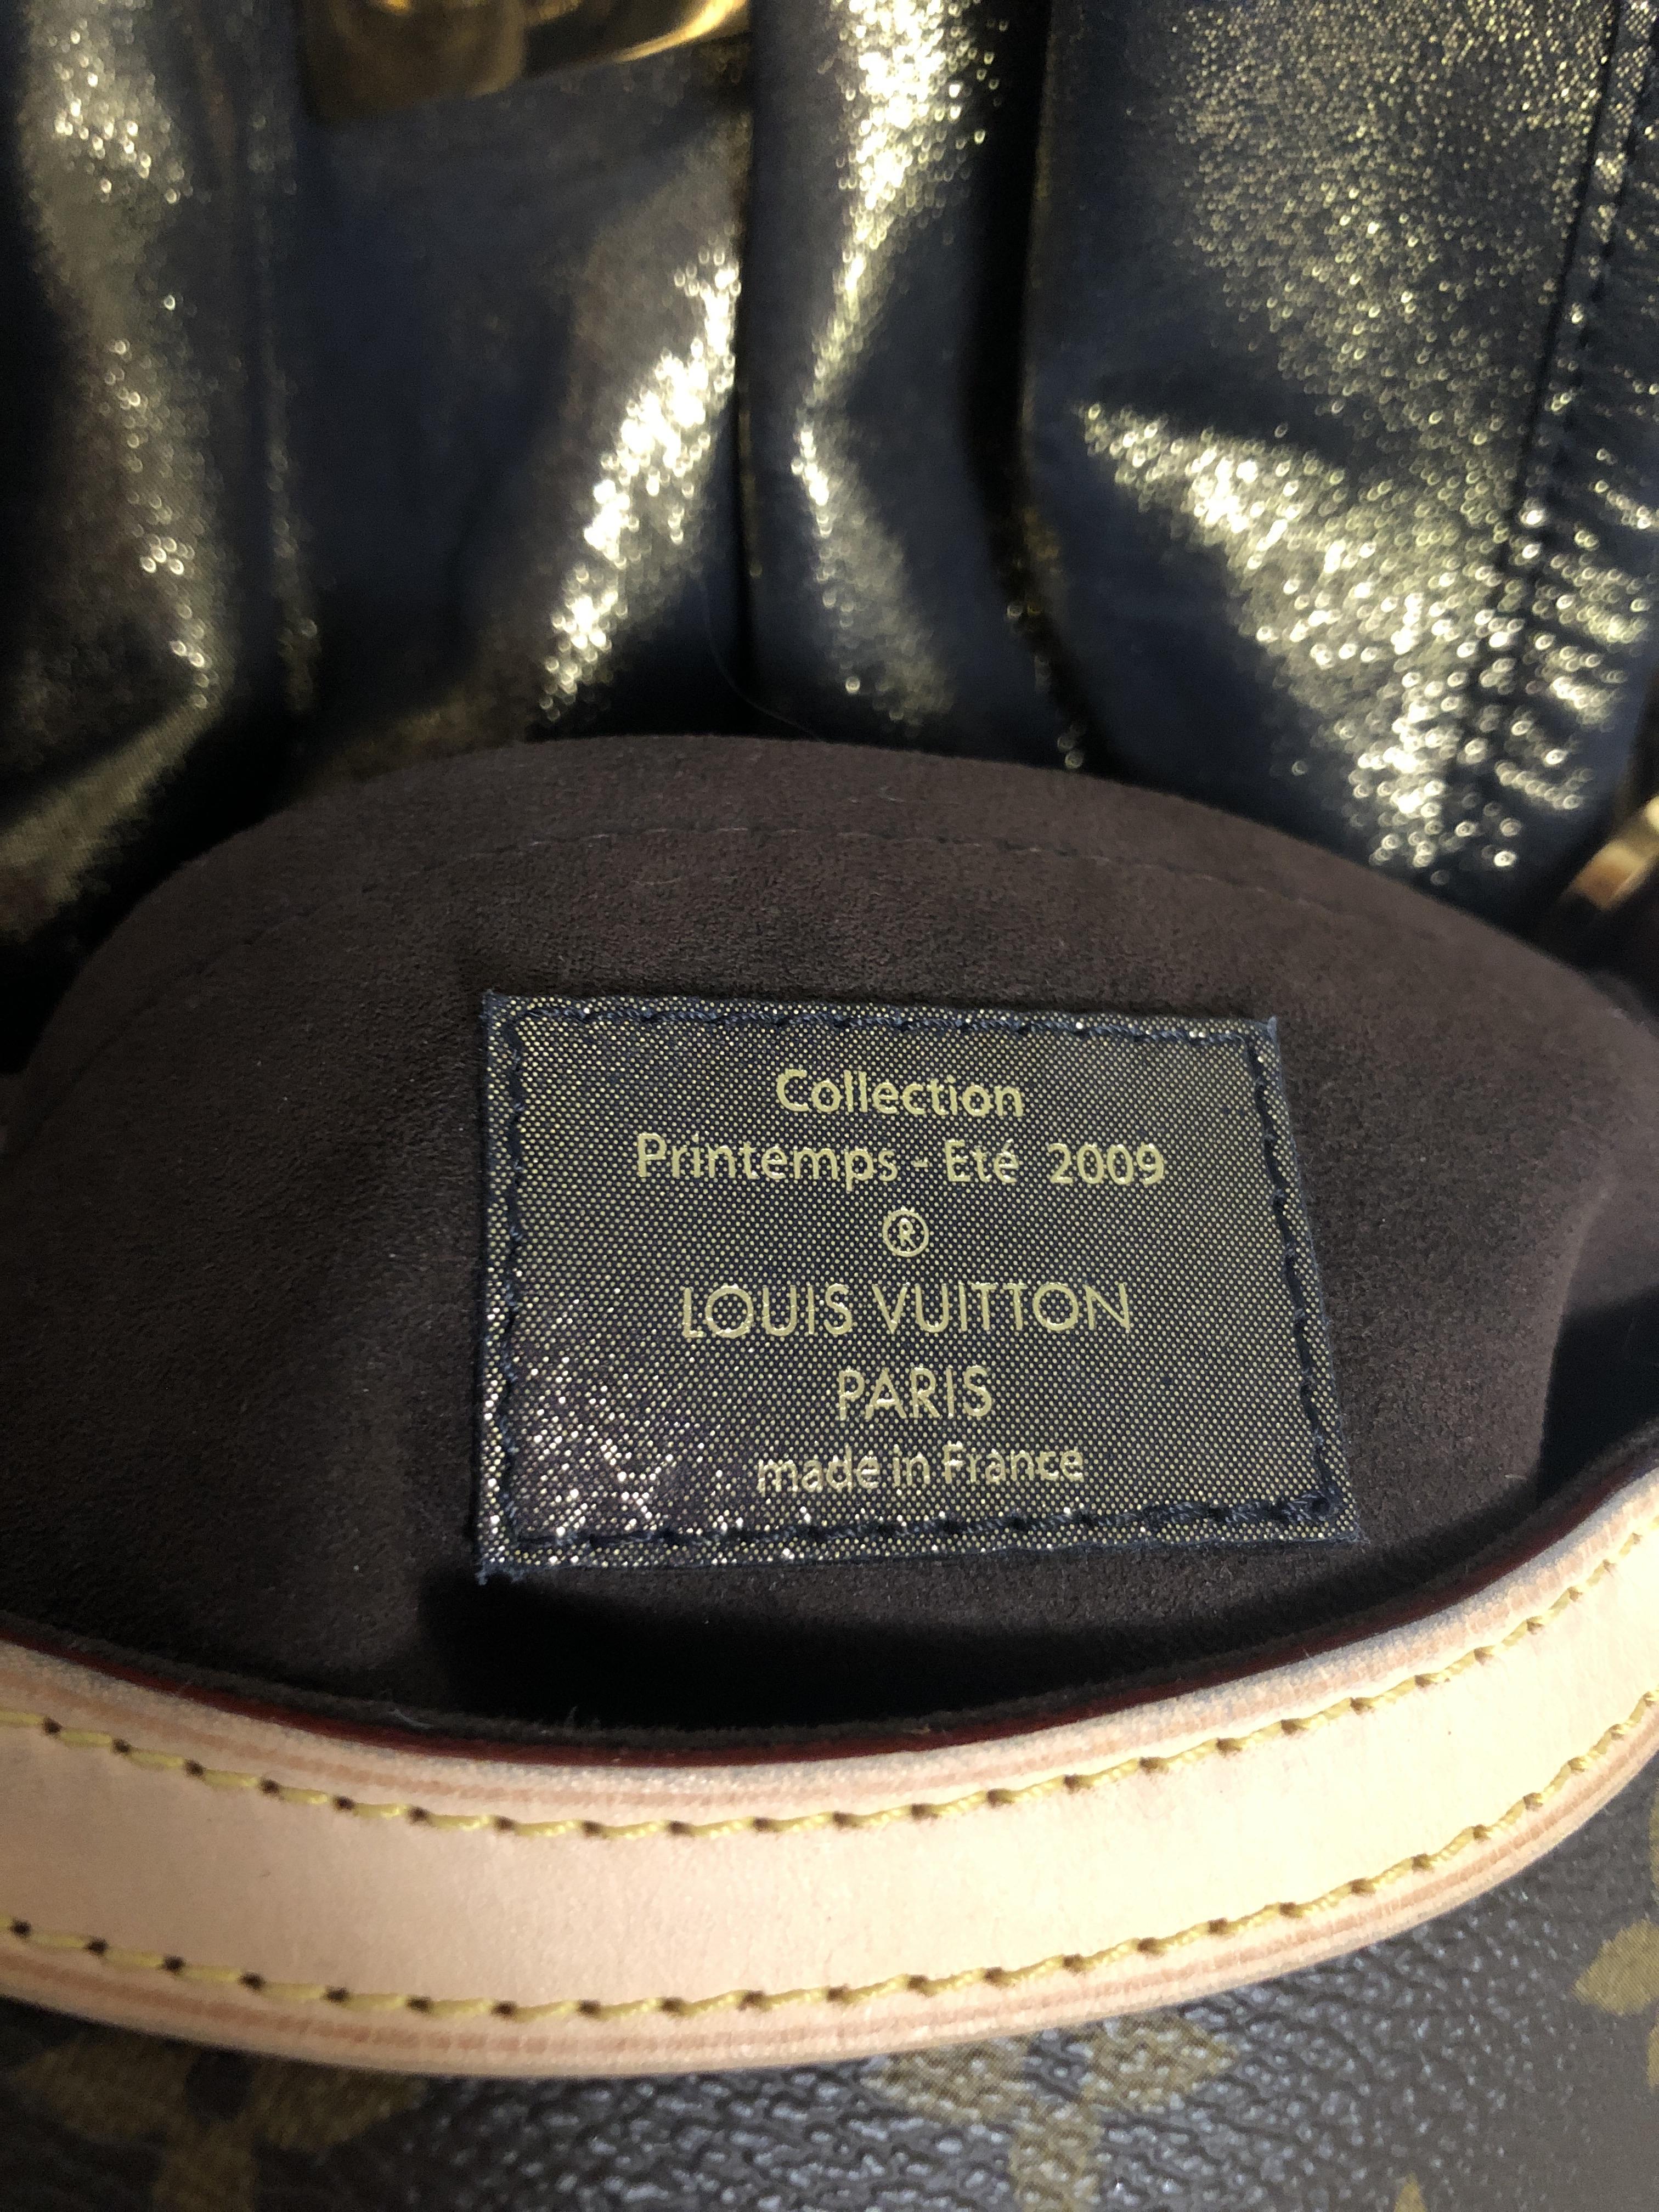 Collection
Printemps - Eté 2009
®
LOUIS VUITTON
PARIS
made in France